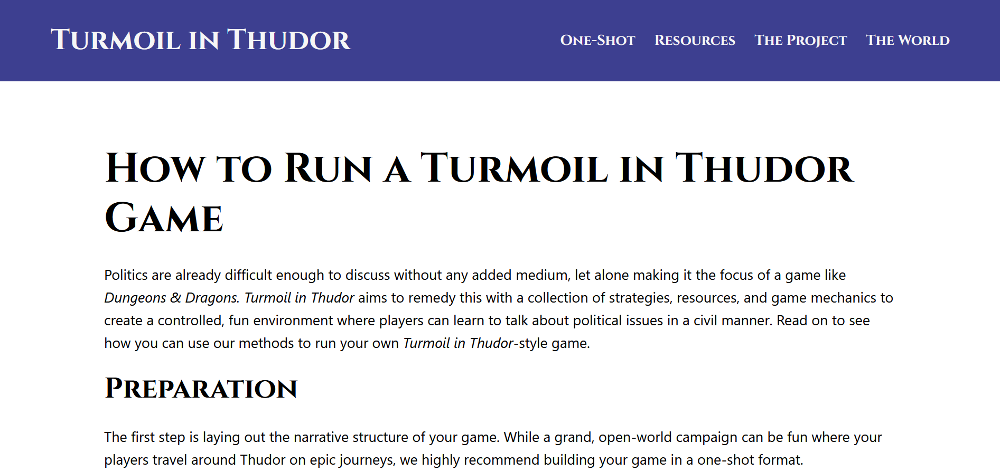 Turmoil in Thudor
One-Shot Resources The Project The World
How to Run a Turmoil in Thudor
Game
Politics are already difficult enough to discuss without any added medium, let alone making it the focus of a game like
Dungeons & Dragons. Turmoil in Thudor aims to remedy this with a collection of strategies, resources, and game mechanics to
create a controlled, fun environment where players can learn to talk about political issues in a civil manner. Read on to see
how you can use our methods to run your own Turmoil in Thudor-style game.
Preparation
The first step is laying out the narrative structure of your game. While a grand, open-world campaign can be fun where your
players travel around Thudor on epic journeys, we highly recommend building your game in a one-shot format.